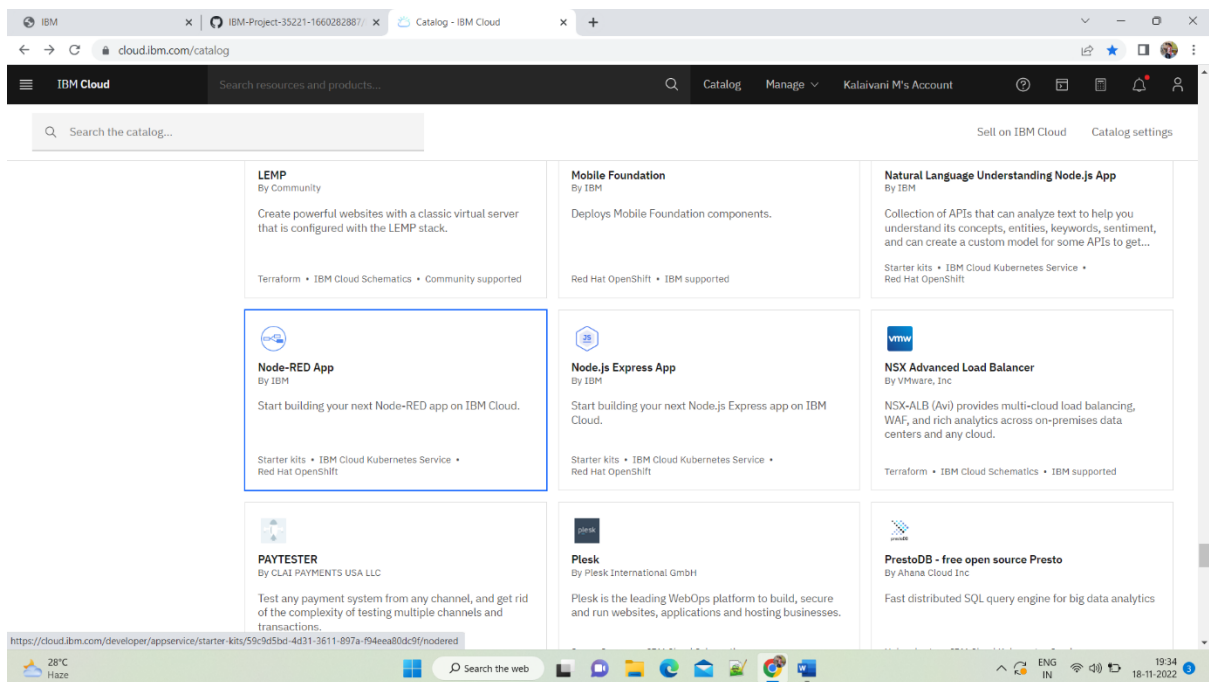 IBM
IBM-Project-35221-1660282887/
Catalog - IBM Cloud
cloud.ibm.com/catalog
IBM Cloud
Search resources and products...
Catalog
Manage
Kalaivani M's Account
Search the catalog...
Sell on IBM Cloud
Catalog settings
LEMP
By Community
Create powerful websites with a classic virtual server
that is configured with the LEMP stack.
Terraform • IBM Cloud Schematics • Community supported
Mobile Foundation
By IBM
Deploys Mobile Foundation components.
Red Hat OpenShift • IBM supported
Natural Language Understanding Node.js App
By IBM
Collection of APIs that can analyze text to help you
understand its concepts, entities, keywords, sentiment,
and can create a custom model for some APIs to get...
Starter kits • IBM Cloud Kubernetes Service •
Red Hat OpenShift
Node-RED App
By IBM
Start building your next Node-RED app on IBM Cloud.
Starter kits • IBM Cloud Kubernetes Service •
Red Hat OpenShift
JS
Node.js Express App
By IBM
Start building your next Node.js Express app on IBM
Cloud.
Starter kits • IBM Cloud Kubernetes Service •
Red Hat OpenShift
vmw
NSX Advanced Load Balancer
By VMware, Inc
NSX-ALB (Avi) provides multi-cloud load balancing,
WAF, and rich analytics across on-premises data
centers and any cloud.
Terraform • IBM Cloud Schematics • IBM supported
PAYTESTER
By CLAI PAYMENTS USA LLC
Test any payment system from any channel, and get rid
of the complexity of testing multiple channels and
transactions.
plesk
Plesk
By Plesk International GmbH
Plesk is the leading WebOps platform to build, secure
and run websites, applications and hosting businesses.
prestoDB
PrestoDB - free open source Presto
By Ahana Cloud Inc
Fast distributed SQL query engine for big data analytics
https://cloud.ibm.com/developer/appservice/starter-kits/59c9d5bd-4d31-3611-897a-f94eea80dc9f/nodered
28°C
Haze
Search the web
ENG
IN
19:34
18-11-2022
3